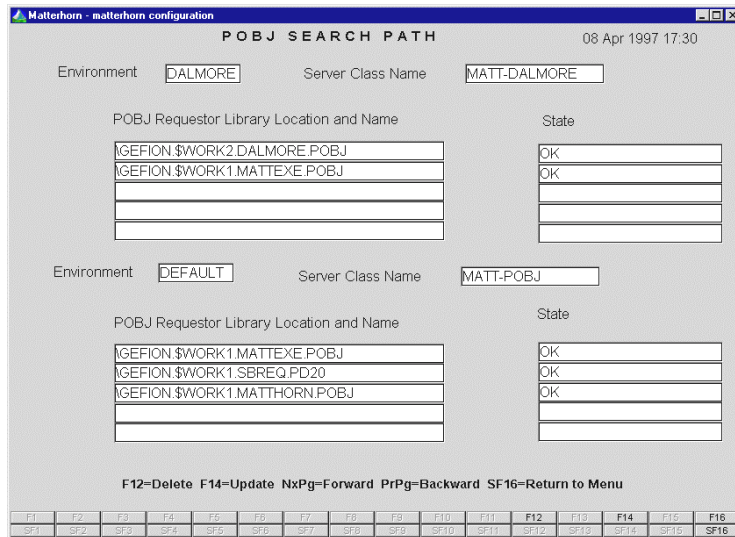 Matterhorn - matterhorn configuration
POBJ SEARCH PATH
08 Apr 1997 17:30
Environment DALMORE Server Class Name MATT-DALMORE
POBJ Requestor Library Location and Name State
\GEFION.$WORK2.DALMORE.POBJ OK
\GEFION.$WORK1.MATTEXE.POBJ OK
Environment DEFAULT Server Class Name MATT-POBJ
POBJ Requestor Library Location and Name State
\GEFION.$WORK1.MATTEXE.POBJ OK
\GEFION.$WORK1.SBREQ.PD20 OK
\GEFION.$WORK1.MATTHORN.POBJ OK
F12=Delete F14=Update NxPg=Forward PrPg=Backward SF16=Return to Menu
F1 F2 F3 F4 F5 F6 F7 F8 F9 F10 F11 F12 F13 F14 F15 F16
SF1 SF2 SF3 SF4 SF5 SF6 SF7 SF8 SF9 SF10 SF11 SF12 SF13 SF14 SF15 SF16